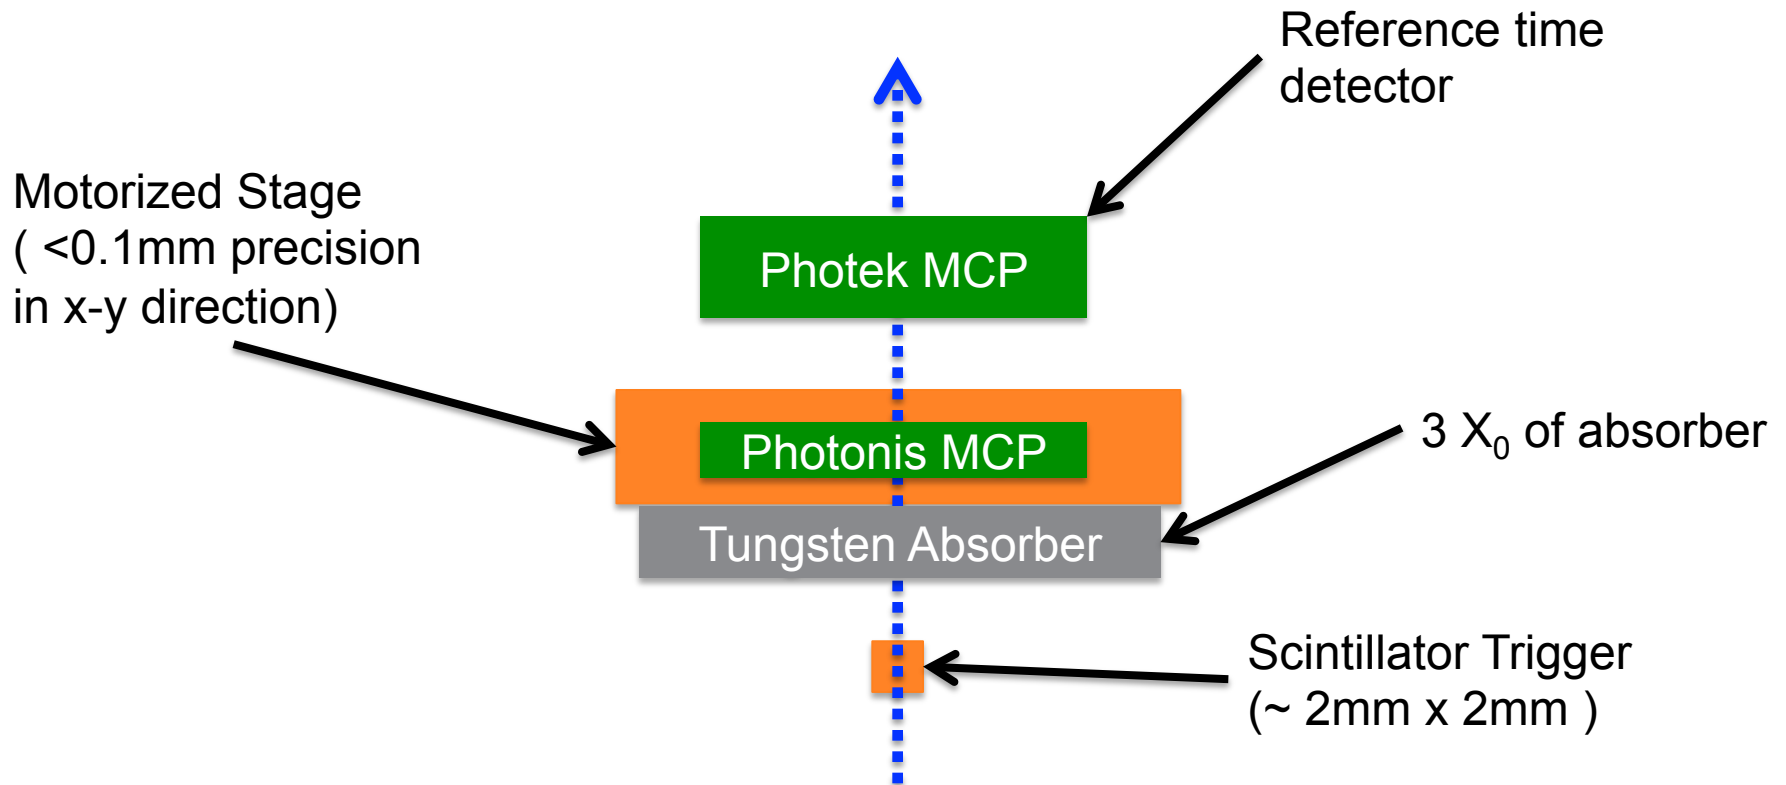 Reference time
detector
Motorized Stage
( <0.1mm precision
in x-y direction)
Photek MCP
Photonis MCP
3 X₀ of absorber
Tungsten Absorber
Scintillator Trigger
(~ 2mm x 2mm )